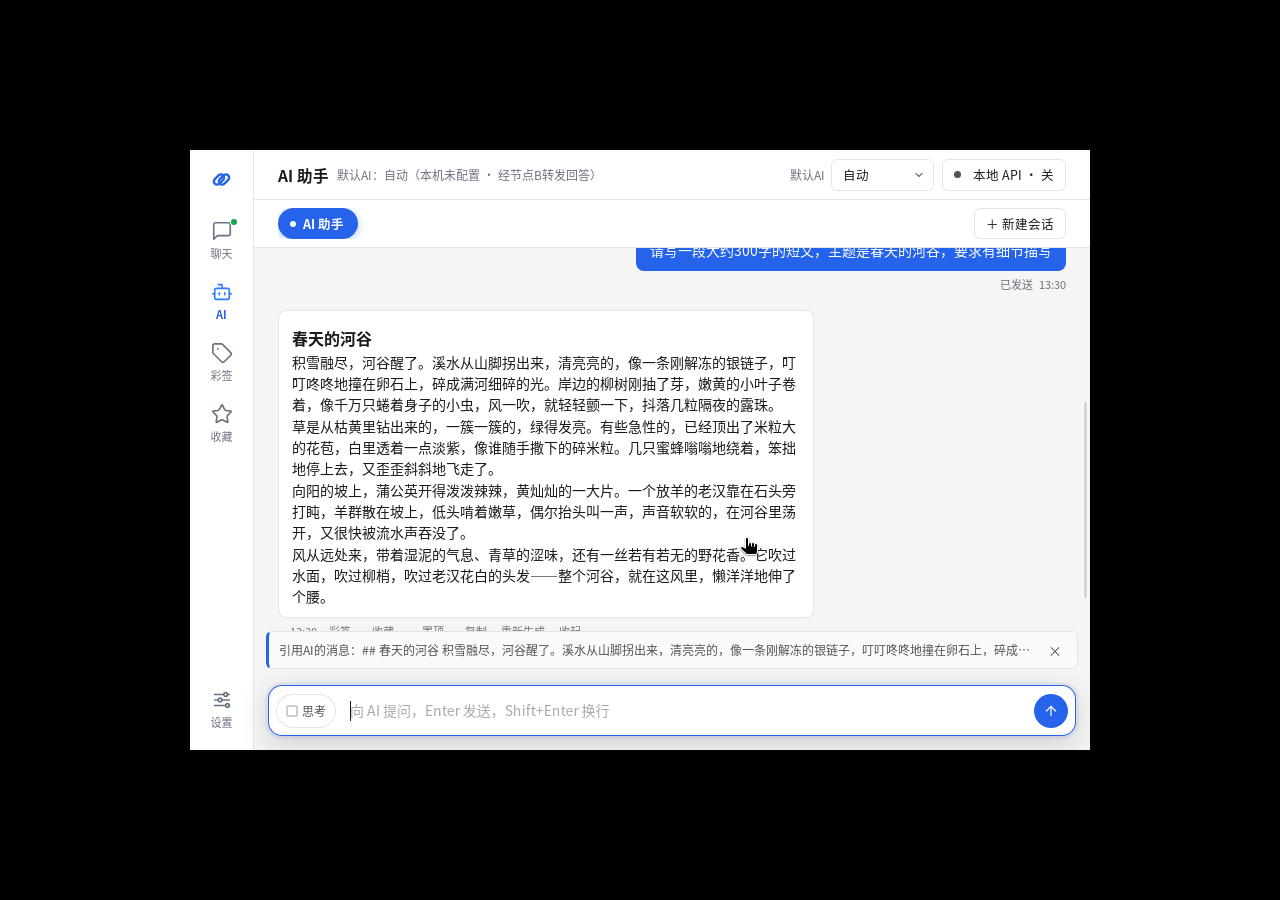 AI 助手 默认AI：自动（本机未配置 · 经节点B转发回答） 默认AI 自动 本地 API · 关
AI 助手 ＋新建会话
聊天
AI
彩签
收藏
设置
请写一段大约300字的短文，主题是春天的河谷，要求有细节描写
已发送 13:30
春天的河谷
积雪融尽，河谷醒了。溪水从山脚拐出来，清亮亮的，像一条刚解冻的银链子，叮
叮咚咚地撞在卵石上，碎成满河细碎的光。岸边的柳树刚抽了芽，嫩黄的小叶子卷
着，像千万只蜷着身子的小虫，风一吹，就轻轻颤一下，抖落几粒隔夜的露珠。
草是从枯黄里钻出来的，一簇一簇的，绿得发亮。有些急性的，已经顶出了米粒大
的花苞，白里透着一点淡紫，像谁随手撒下的碎米粒。几只蜜蜂嗡嗡地绕着，笨拙
地停上去，又歪歪斜斜地飞走了。
向阳的坡上，蒲公英开得泼泼辣辣，黄灿灿的一大片。一个放羊的老汉靠在石头旁
打盹，羊群散在坡上，低头啃着嫩草，偶尔抬头叫一声，声音软软的，在河谷里荡
开，又很快被流水声吞没了。
风从远处来，带着湿泥的气息、青草的涩味，还有一丝若有若无的野花香。它吹过
水面，吹过柳梢，吹过老汉花白的头发——整个河谷，就在这风里，懒洋洋地伸了
个腰。
13:30 彩签 收藏 置顶 复制 重新生成 收起
引用AI的消息：## 春天的河谷 积雪融尽，河谷醒了。溪水从山脚拐出来，清亮亮的，像一条刚解冻的银链子，叮叮咚咚地撞在卵石上，碎成…
思考 向 AI 提问，Enter 发送，Shift+Enter 换行